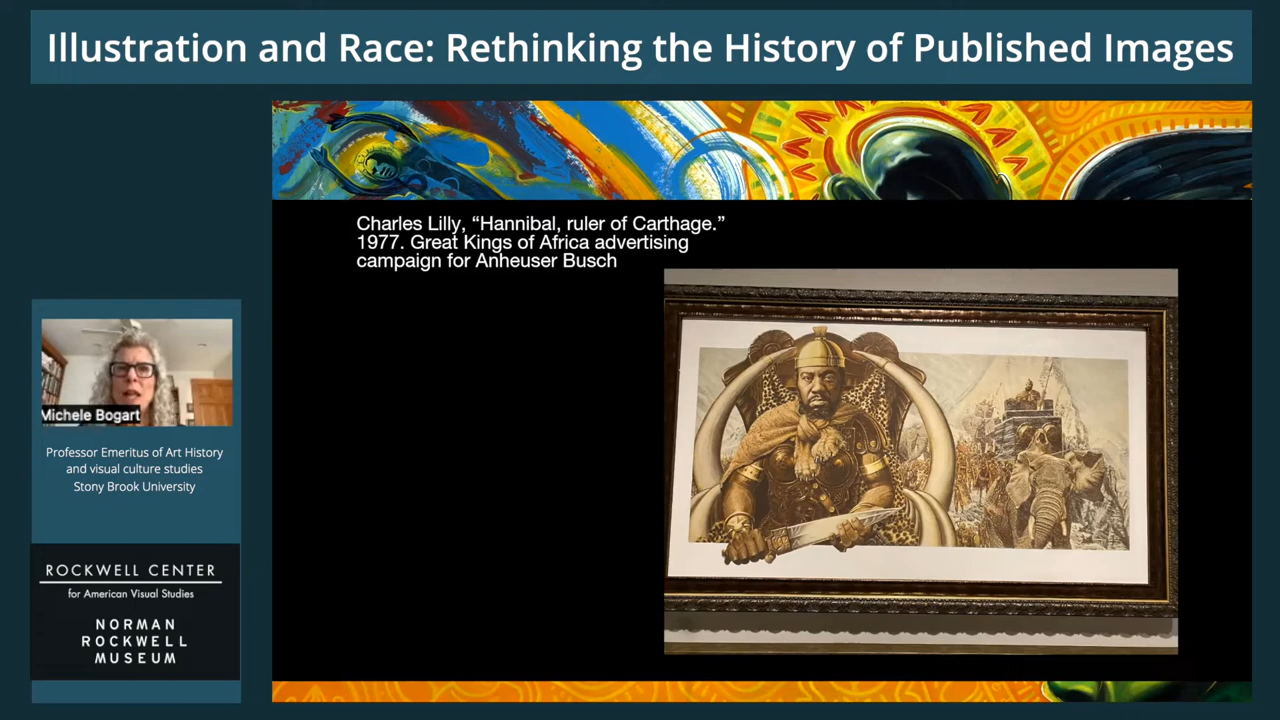 Illustration and Race: Rethinking the History of Published Images
Charles Lilly, “Hannibal, ruler of Carthage.”
1977. Great Kings of Africa advertising
campaign for Anheuser Busch
Michele Bogart
Professor Emeritus of Art History
and visual culture studies
Stony Brook University
ROCKWELL CENTER
for American Visual Studies
NORMAN
ROCKWELL
MUSEUM